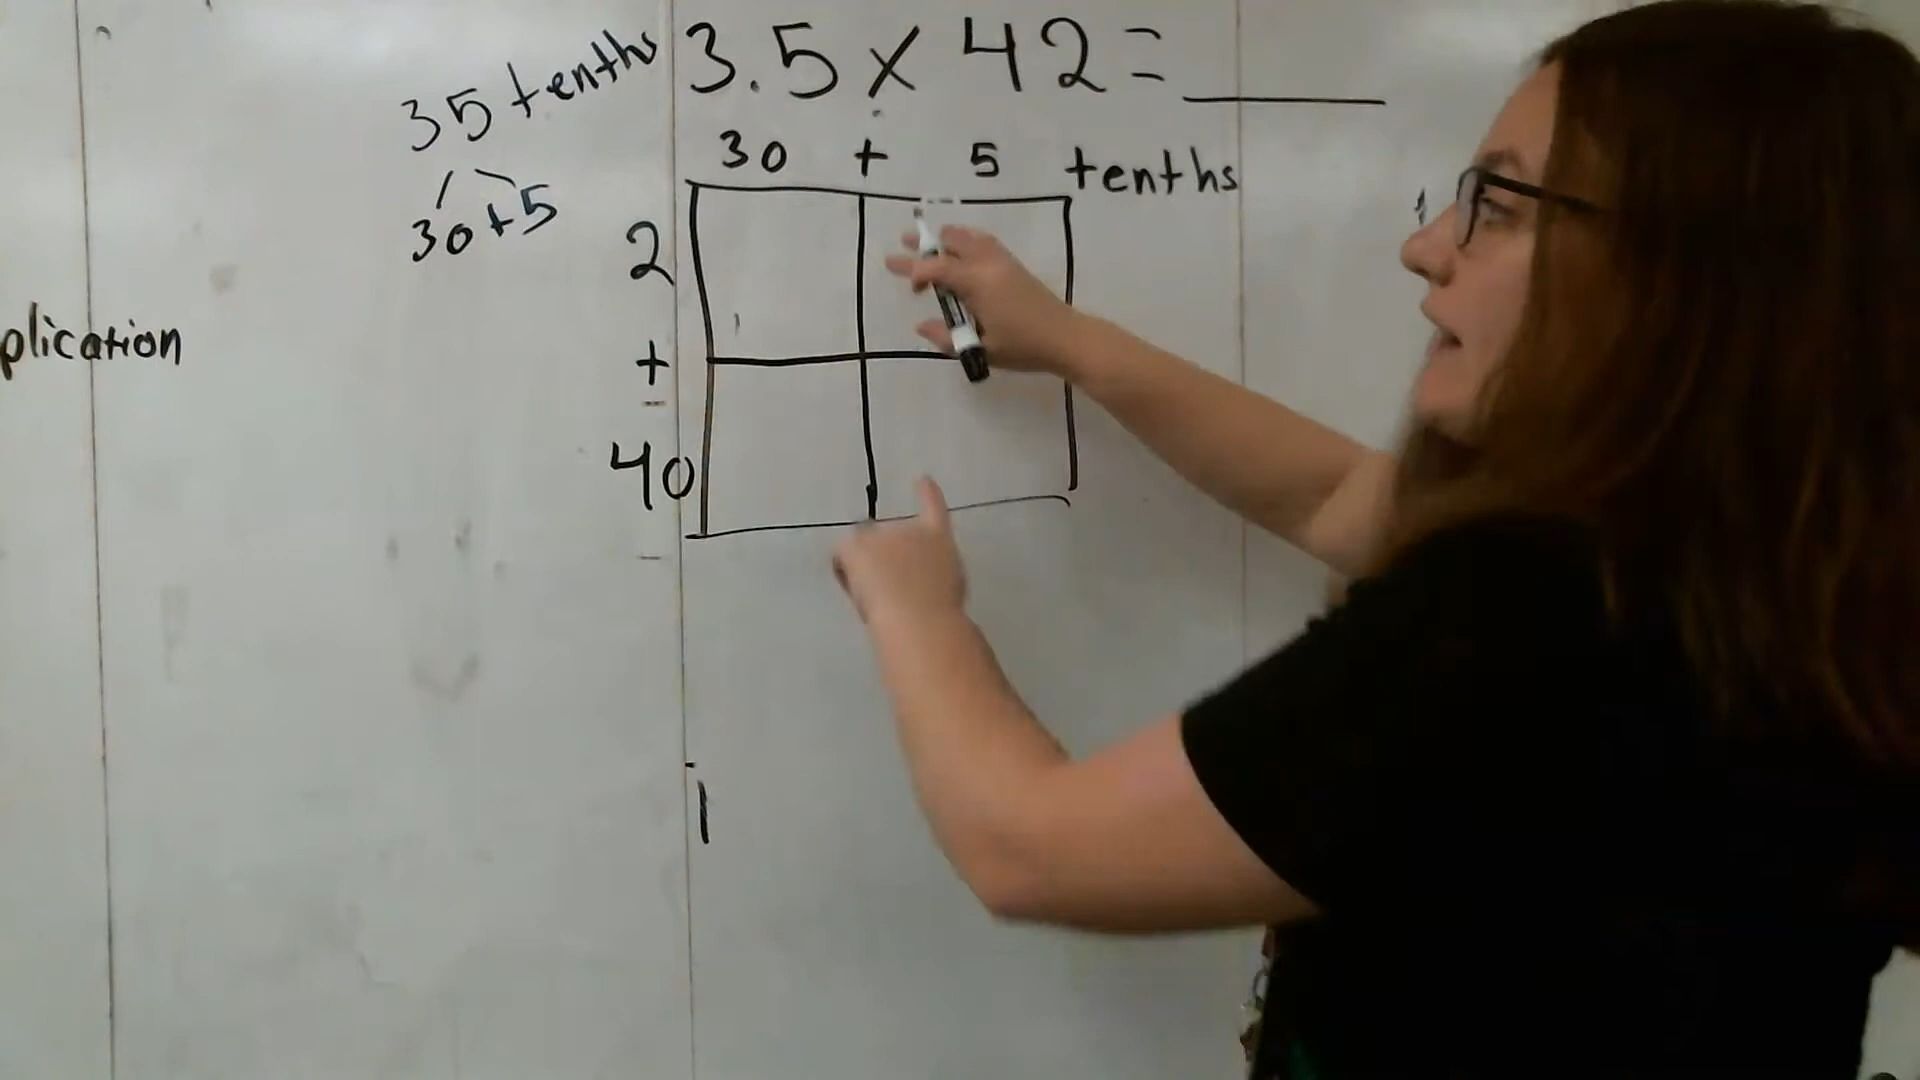 3.5 x 42 = ____
35 tenths
30 + 5
30 + 5 tenths
2
+
40
plication